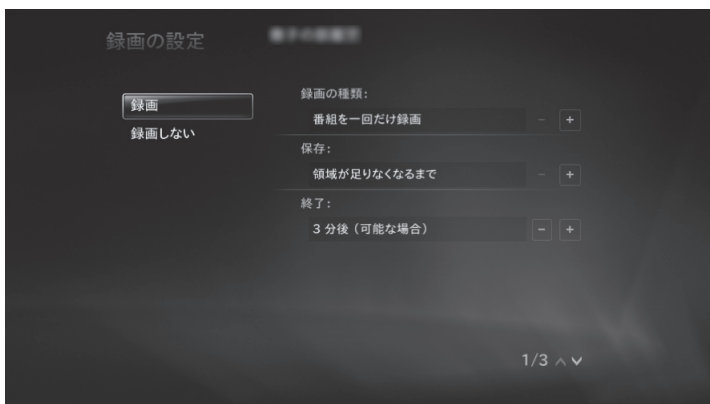 録画の設定
録画
録画しない
録画の種類:
番組を一回だけ録画
保存:
領域が足りなくなるまで
終了:
3 分後 (可能な場合)
1/3